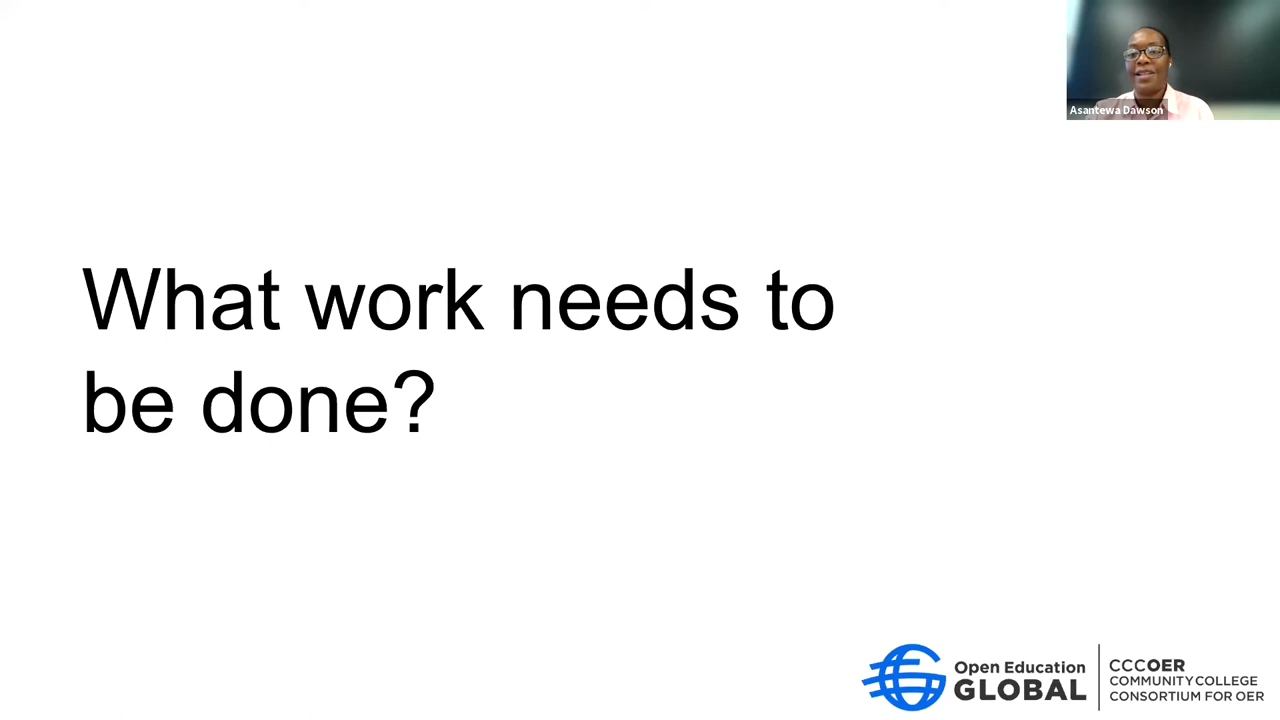 Asantewa Dawson
What work needs to
be done?
Open Education
GLOBAL
CCCOER
COMMUNITY COLLEGE
CONSORTIUM FOR OER